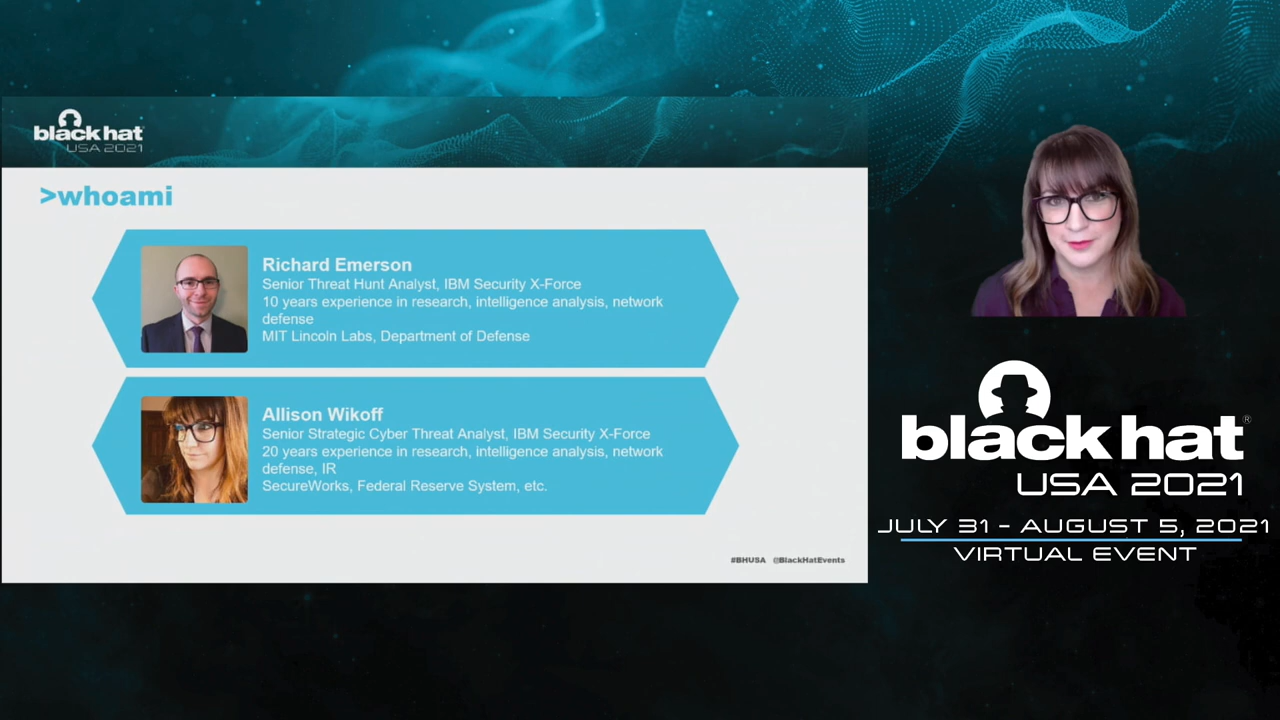 black hat
USA 2021
>whoami
Richard Emerson
Senior Threat Hunt Analyst, IBM Security X-Force
10 years experience in research, intelligence analysis, network
defense
MIT Lincoln Labs, Department of Defense
Allison Wikoff
Senior Strategic Cyber Threat Analyst, IBM Security X-Force
20 years experience in research, intelligence analysis, network
defense, IR
SecureWorks, Federal Reserve System, etc.
#BHUSA @BlackHatEvents
black hat®
USA 2021
JULY 31 - AUGUST 5, 2021
VIRTUAL EVENT